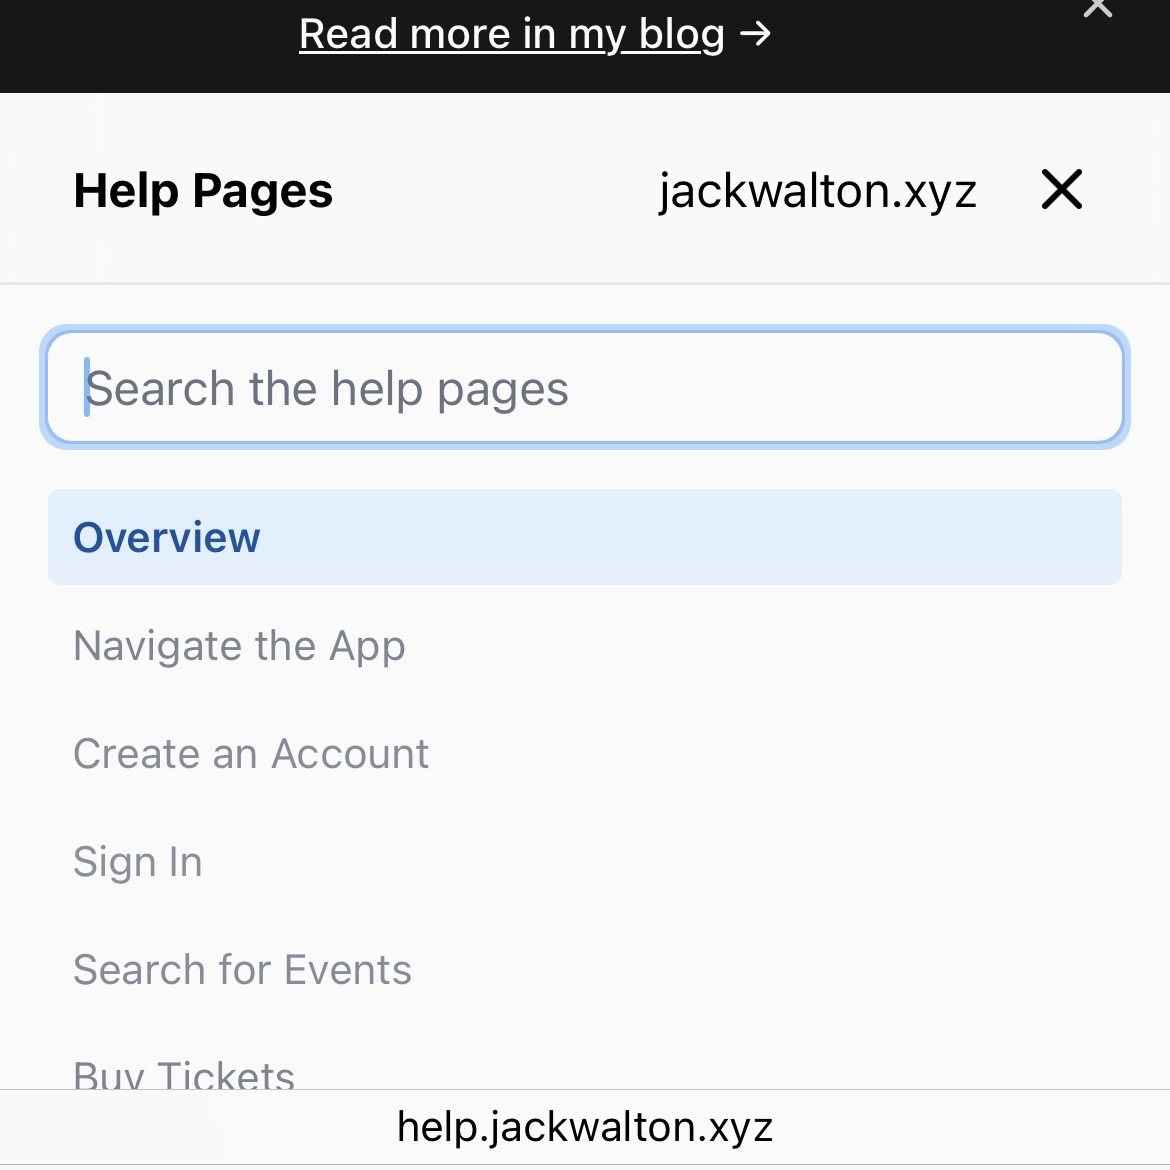 Read more in my blog →
Help Pages jackwalton.xyz
Search the help pages
Overview
Navigate the App
Create an Account
Sign In
Search for Events
Buy Tickets
help.jackwalton.xyz